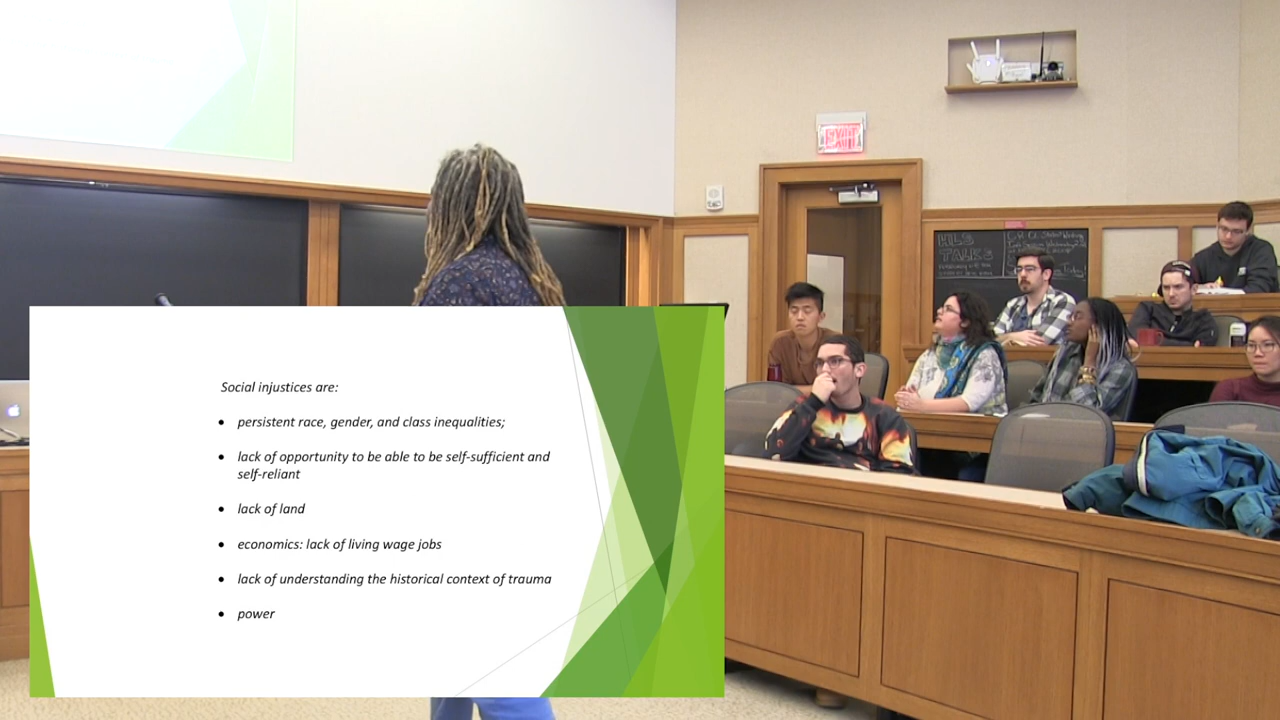 EXIT
HLS
TALKS
Social injustices are:
• persistent race, gender, and class inequalities;
• lack of opportunity to be able to be self-sufficient and
self-reliant
• lack of land
• economics: lack of living wage jobs
• lack of understanding the historical context of trauma
• power